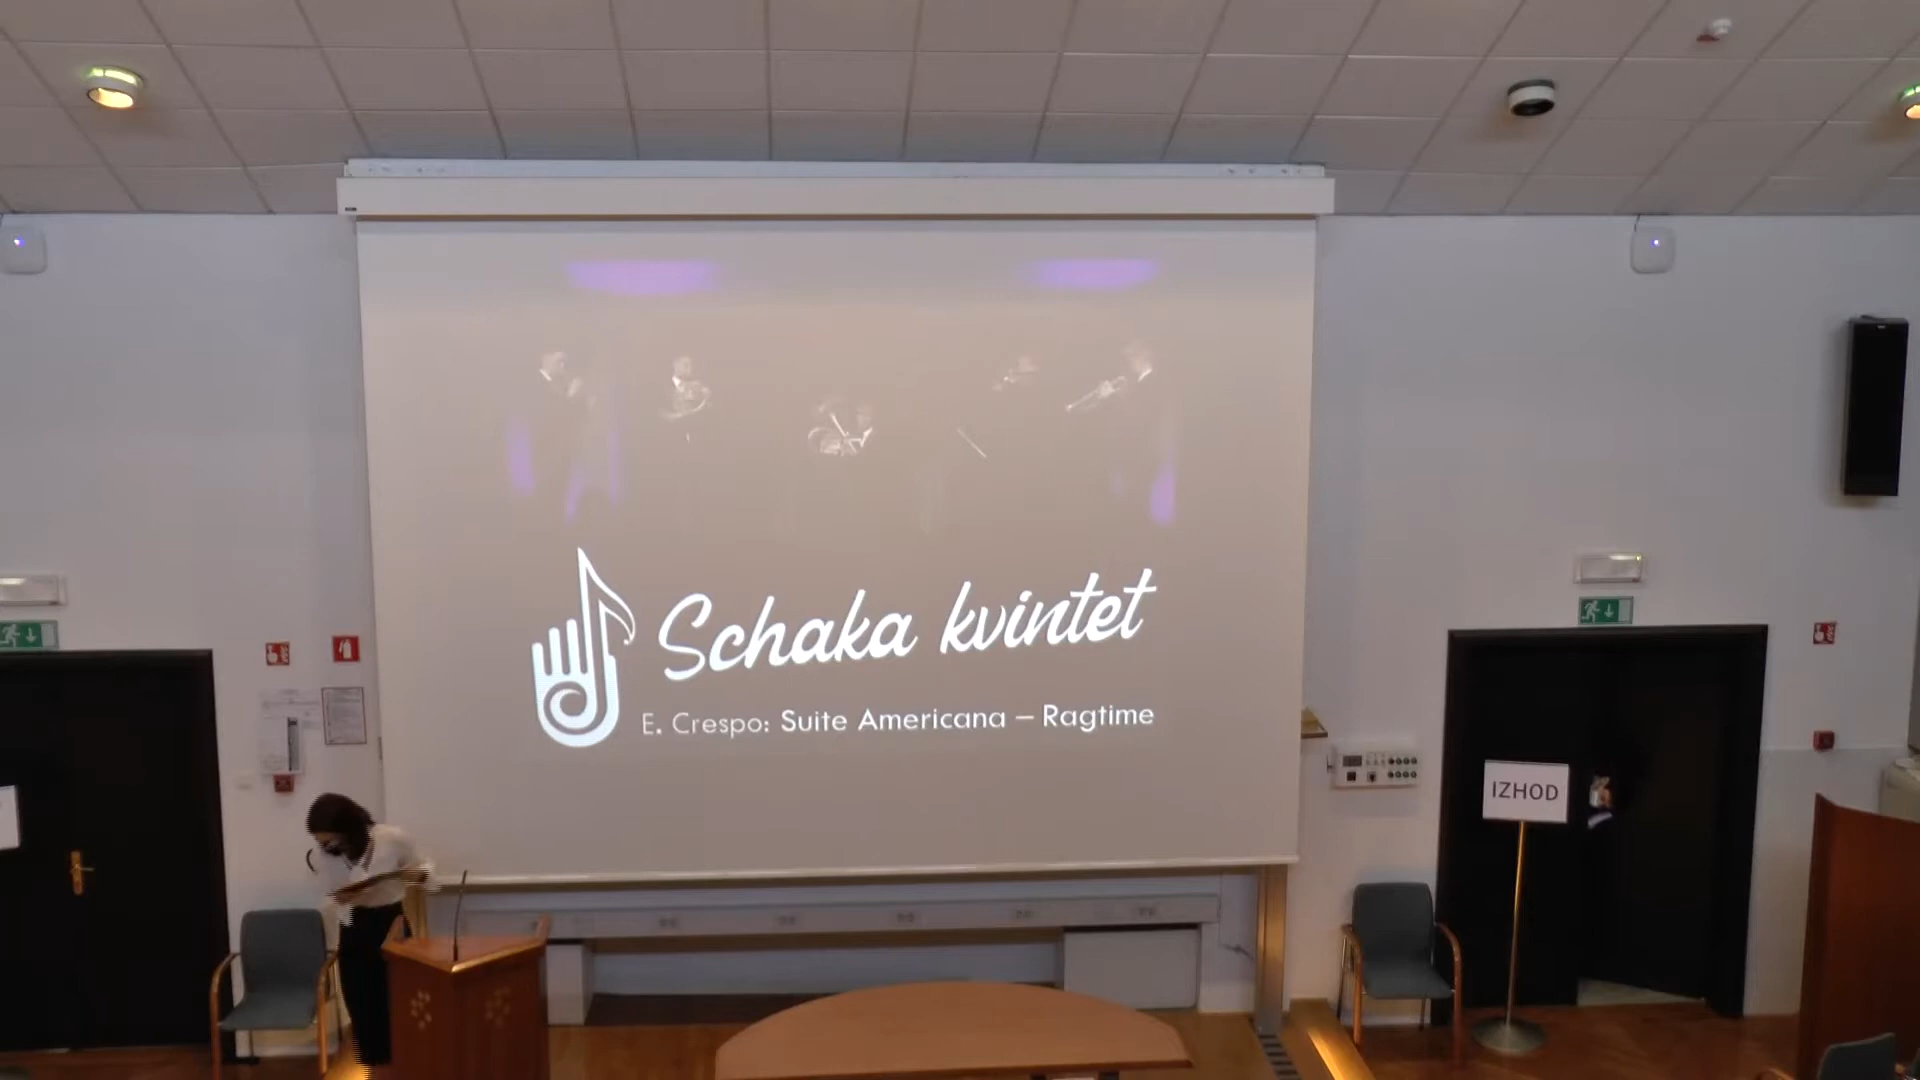 Schaka kvintet
E. Crespo: Suite Americana – Ragtime
IZHOD